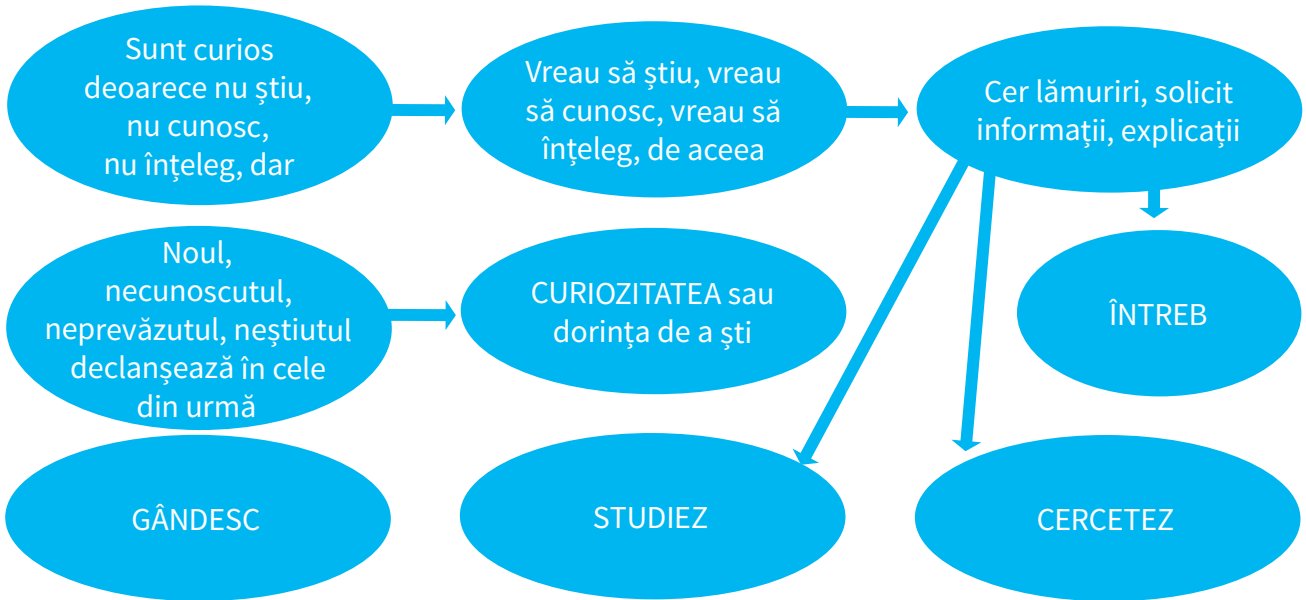 Sunt curios
deoarece nu știu,
nu cunosc,
nu înțeleg, dar
Vreau să știu, vreau
să cunosc, vreau să
înțeleg, de aceea
Cer lămuriri, solicit
informații, explicații
Noul,
necunoscutul,
neprevăzutul, neștiutul
declanșează în cele
din urmă
CURIOZITATEA sau
dorința de a ști
ÎNTREB
GÂNDESC
STUDIEZ
CERCETEZ